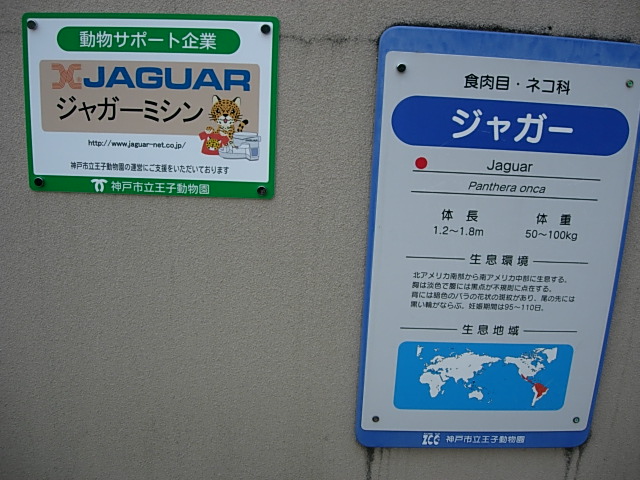 動物サポート企業
JAGUAR
ジャガーミシン
http://www.jaguar-net.co.jp/
神戸市立王子動物園の運営にご支援をいただいております
神戸市立王子動物園
食肉目・ネコ科
ジャガー
Jaguar
Panthera onca
体長 体重
1.2～1.8m 50～100kg
生息環境
北アメリカ南部から南アメリカ中部に生息する。
胸は淡色で腹には黒点が不規則に点在する。
肩には暗色のバラの花状の斑紋があり、尾の先には
黒い輪がならぶ。妊娠期間は95～110日。
生息地域
神戸市立王子動物園